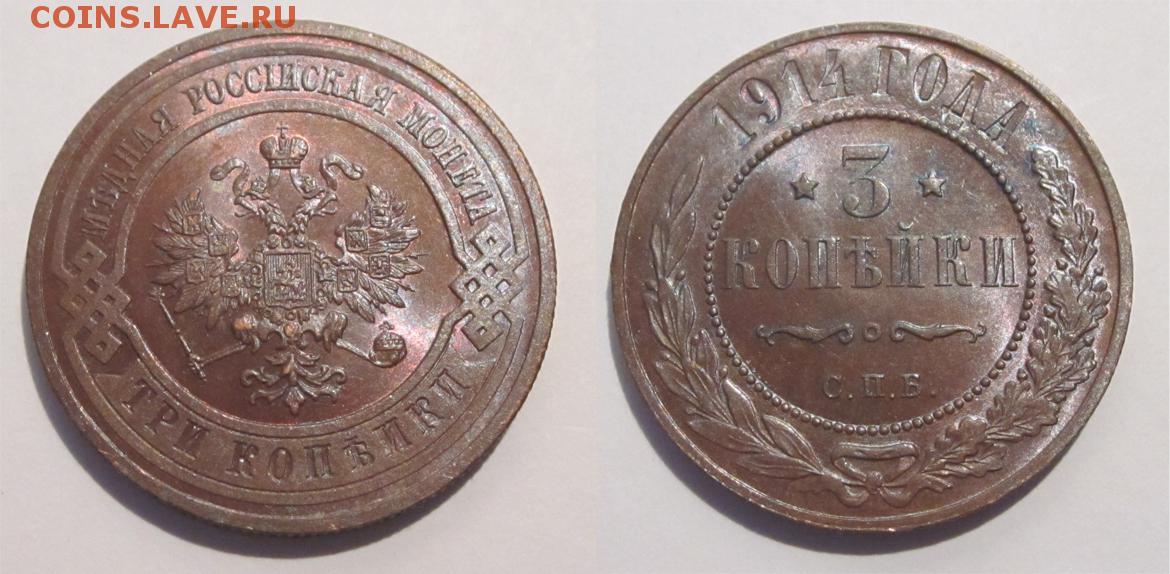 COINS.LAVE.RU
МѢДНАЯ РОССІЙСКАЯ МОНЕТА
ТРИ КОПѢЙКИ
1914 ГОДА
3
КОПѢЙКИ
С.П.Б.